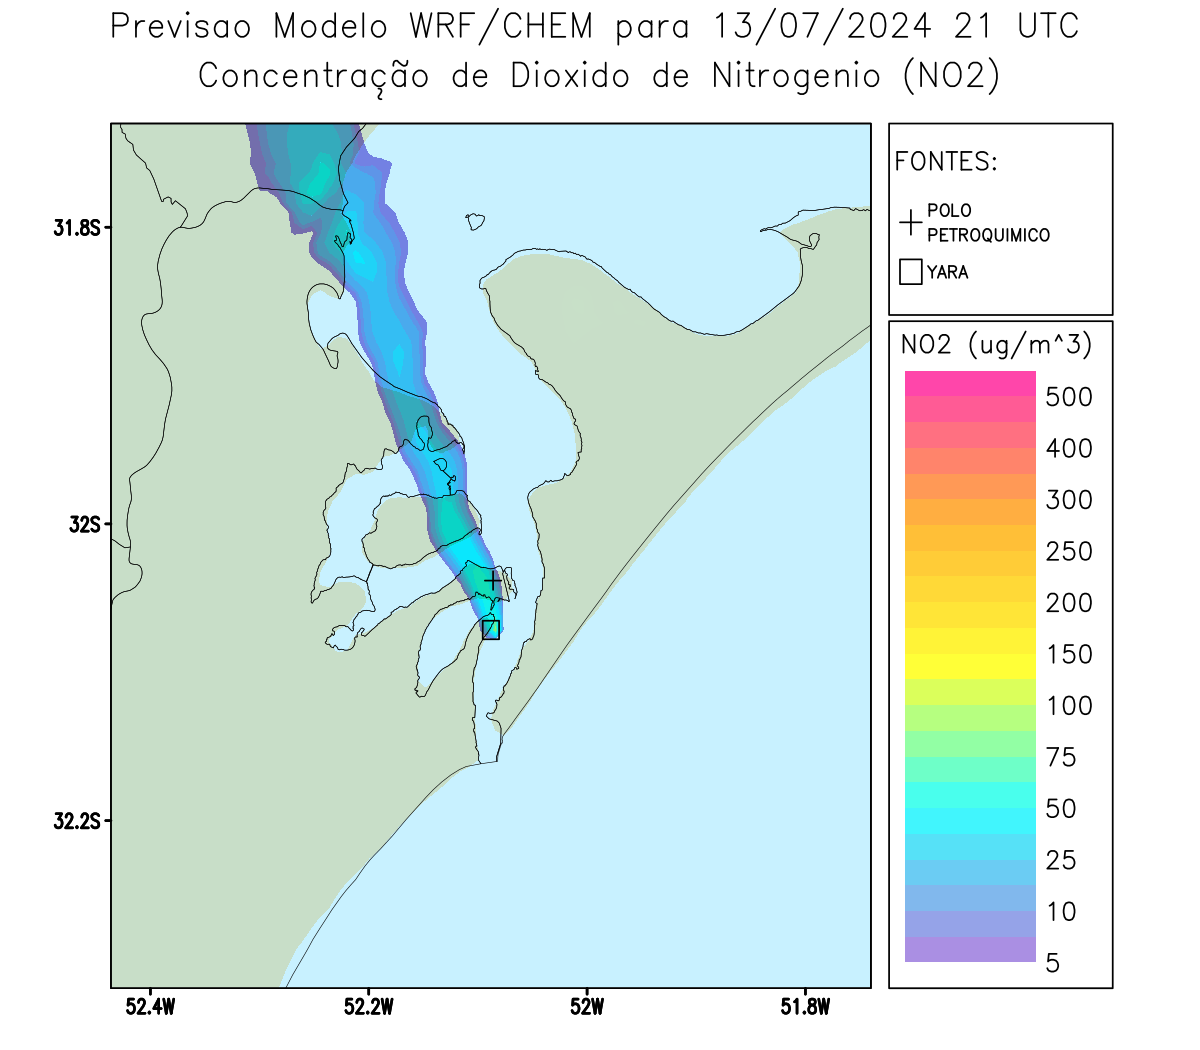 Previsao Modelo WRF/CHEM para 13/07/2024 21 UTC
Concentração de Dioxido de Nitrogenio (NO2)
FONTES:
POLO
PETROQUIMICO
YARA
NO2 (ug/m^3)
500
400
300
250
200
150
100
75
50
25
10
5
31.8S
32S
32.2S
52.4W
52.2W
52W
51.8W